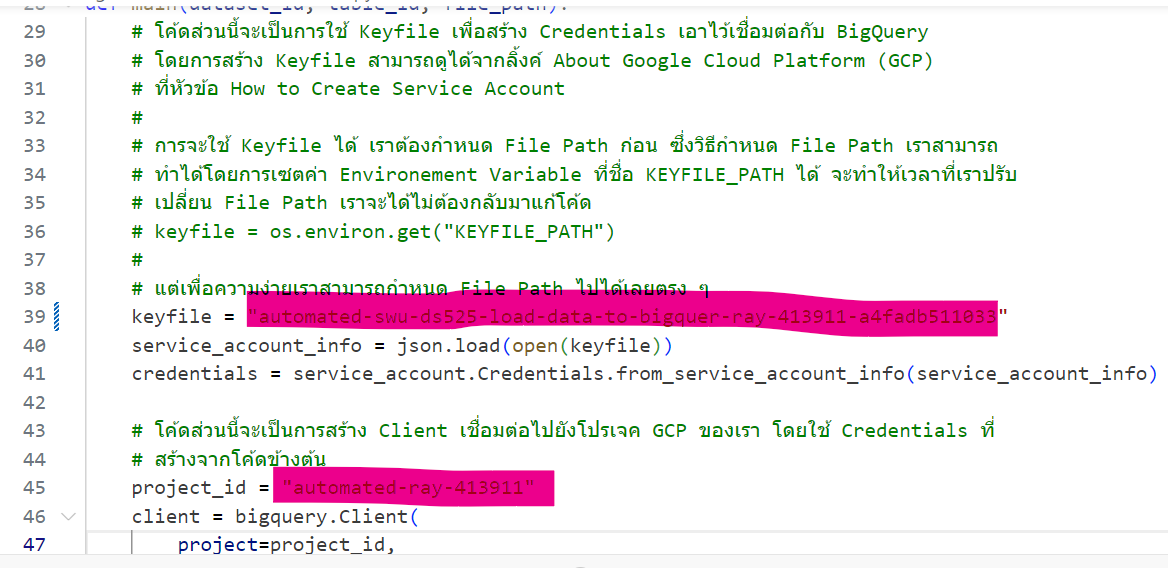 29 # โค้ดส่วนนี้จะเป็นการใช้ Keyfile เพื่อสร้าง Credentials เอาไว้เชื่อมต่อกับ BigQuery
30 # โดยการสร้าง Keyfile สามารถดูได้จากลิ้งค์ About Google Cloud Platform (GCP)
31 # ที่หัวข้อ How to Create Service Account
32 #
33 # การจะใช้ Keyfile ได้ เราต้องกำหนด File Path ก่อน ซึ่งวิธีกำหนด File Path เราสามารถ
34 # ทำได้โดยการเซตค่า Environement Variable ที่ชื่อ KEYFILE_PATH ได้ จะทำให้เวลาที่เราปรับ
35 # เปลี่ยน File Path เราจะได้ไม่ต้องกลับมาแก้โค้ด
36 # keyfile = os.environ.get("KEYFILE_PATH")
37 #
38 # แต่เพื่อความง่ายเราสามารถกำหนด File Path ไปได้เลยตรง ๆ
39 keyfile = "automated-swu-ds525-load-data-to-bigquer-ray-413911-a4fadb511033"
40 service_account_info = json.load(open(keyfile))
41 credentials = service_account.Credentials.from_service_account_info(service_account_info)
42
43 # โค้ดส่วนนี้จะเป็นการสร้าง Client เชื่อมต่อไปยังโปรเจค GCP ของเรา โดยใช้ Credentials ที่
44 # สร้างจากโค้ดข้างต้น
45 project_id = "automated-ray-413911"
46 client = bigquery.Client(
47 project=project_id,